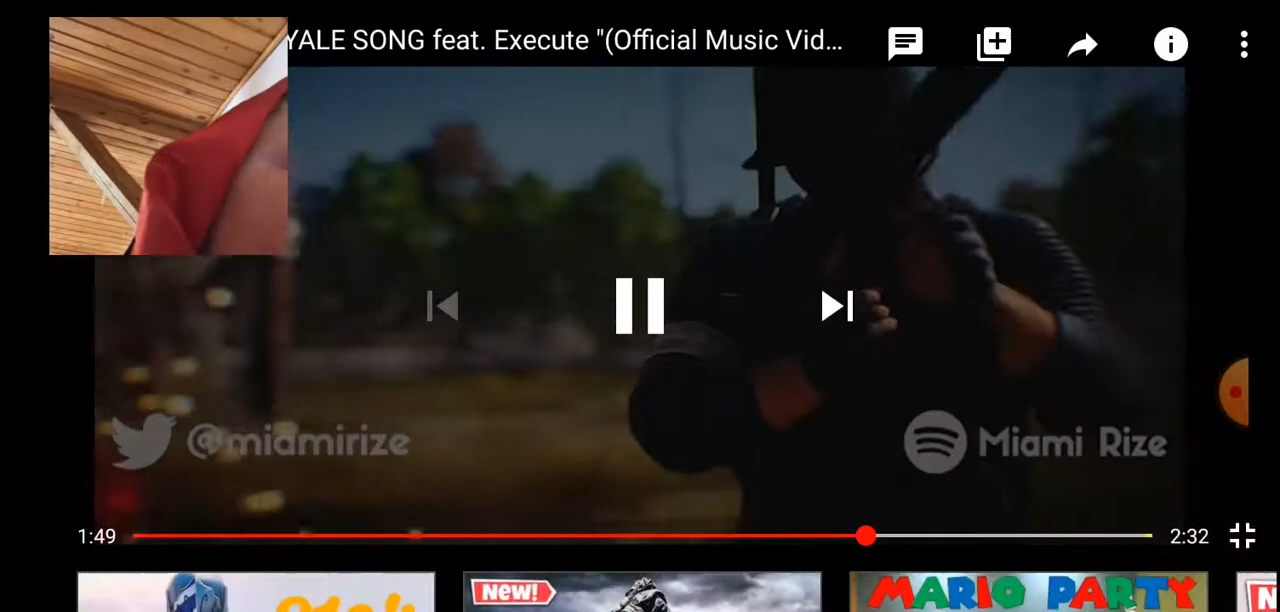 YALE SONG feat. Execute "(Official Music Vid...
@miamirize
Miami Rize
1:49
2:32
New!
MARIO PARTY